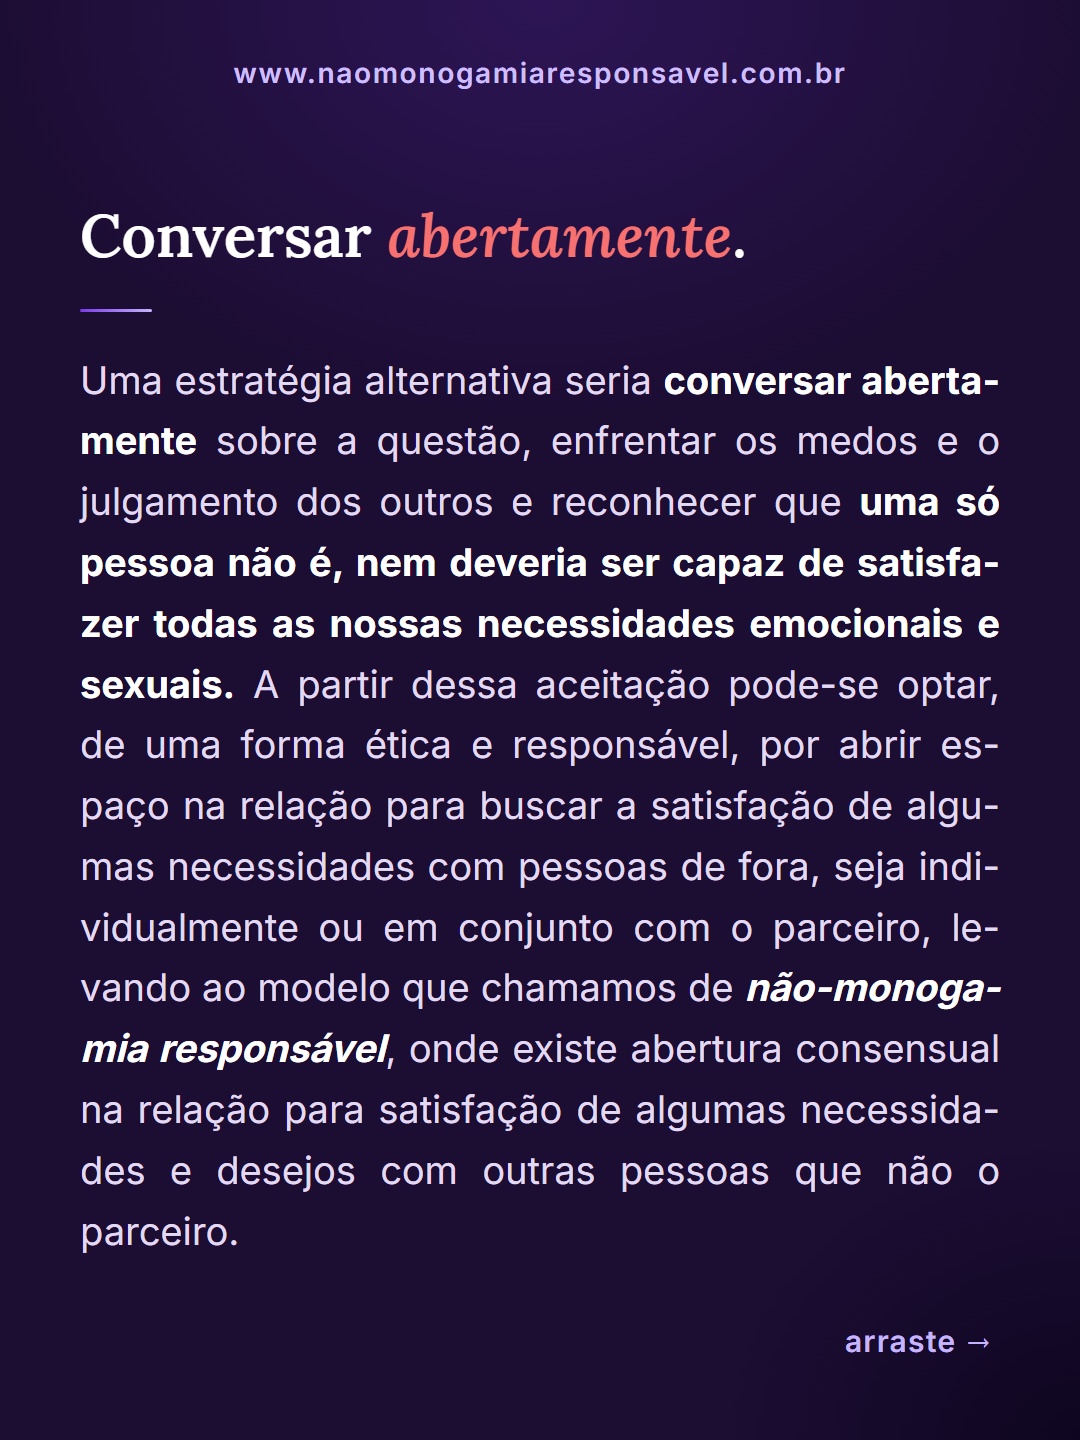 www.naomonogamiaresponsavel.com.br
Conversar abertamente.
Uma estratégia alternativa seria conversar aberta-
mente sobre a questão, enfrentar os medos e o
julgamento dos outros e reconhecer que uma só
pessoa não é, nem deveria ser capaz de satisfa-
zer todas as nossas necessidades emocionais e
sexuais. A partir dessa aceitação pode-se optar,
de uma forma ética e responsável, por abrir es-
paço na relação para buscar a satisfação de algu-
mas necessidades com pessoas de fora, seja indi-
vidualmente ou em conjunto com o parceiro, le-
vando ao modelo que chamamos de não-monoga-
mia responsável, onde existe abertura consensual
na relação para satisfação de algumas necessida-
des e desejos com outras pessoas que não o
parceiro.
arraste →